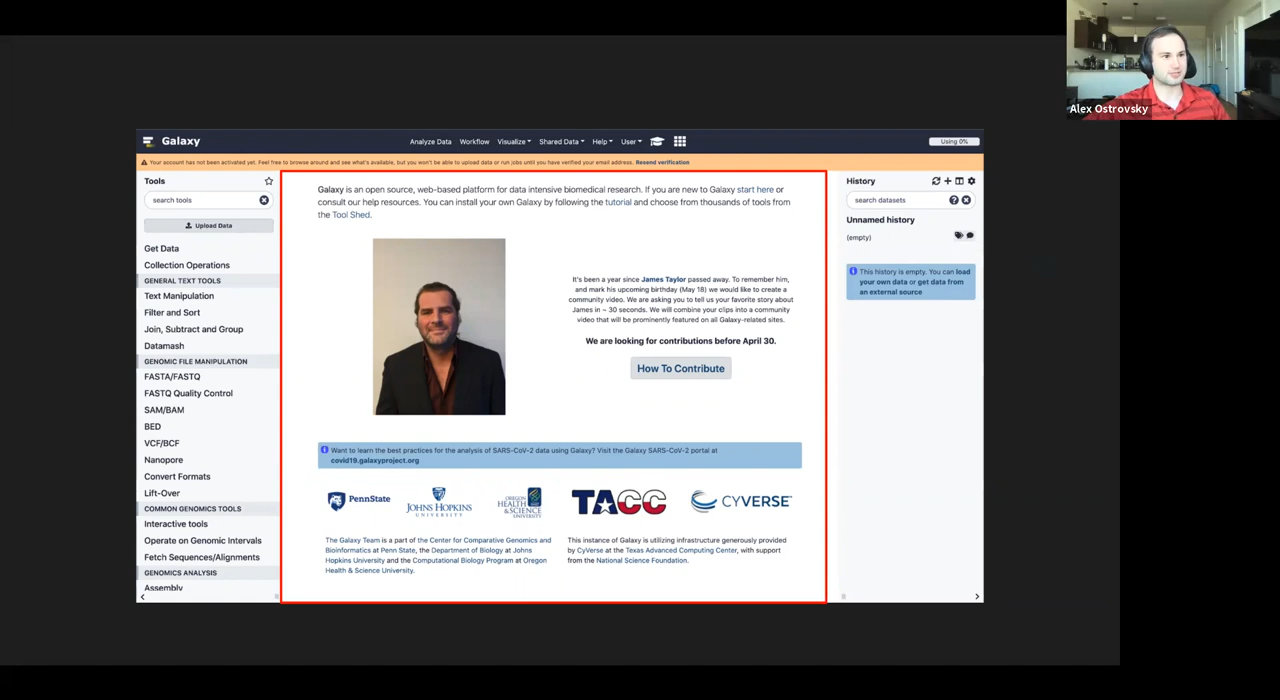 Alex Ostrovsky
Galaxy
Analyze Data Workflow Visualize Shared Data Help User
Using 0%
Your account has not been activated yet. Feel free to browse around and see what's available, but you won't be able to upload data or run jobs until you have verified your email address. Resend verification
Tools
search tools
Upload Data
Get Data
Collection Operations
GENERAL TEXT TOOLS
Text Manipulation
Filter and Sort
Join, Subtract and Group
Datamash
GENOMIC FILE MANIPULATION
FASTA/FASTQ
FASTQ Quality Control
SAM/BAM
BED
VCF/BCF
Nanopore
Convert Formats
Lift-Over
COMMON GENOMICS TOOLS
Interactive tools
Operate on Genomic Intervals
Fetch Sequences/Alignments
GENOMICS ANALYSIS
Assembly
Galaxy is an open source, web-based platform for data intensive biomedical research. If you are new to Galaxy start here or
consult our help resources. You can install your own Galaxy by following the tutorial and choose from thousands of tools from
the Tool Shed.
It's been a year since James Taylor passed away. To remember him,
and mark his upcoming birthday (May 18) we would like to create a
community video. We are asking you to tell us your favorite story about
James in ~ 30 seconds. We will combine your clips into a community
video that will be prominently featured on all Galaxy-related sites.
We are looking for contributions before April 30.
How To Contribute
Want to learn the best practices for the analysis of SARS-CoV-2 data using Galaxy? Visit the Galaxy SARS-CoV-2 portal at
covid19.galaxyproject.org
PennState
JOHNS HOPKINS
UNIVERSITY
OREGON
HEALTH
& SCIENCE
UNIVERSITY
TACC
CYVERSE
The Galaxy Team is a part of the Center for Comparative Genomics and
Bioinformatics at Penn State, the Department of Biology at Johns
Hopkins University and the Computational Biology Program at Oregon
Health & Science University.
This instance of Galaxy is utilizing infrastructure generously provided
by CyVerse at the Texas Advanced Computing Center, with support
from the National Science Foundation.
History
search datasets
Unnamed history
(empty)
This history is empty. You can load
your own data or get data from
an external source